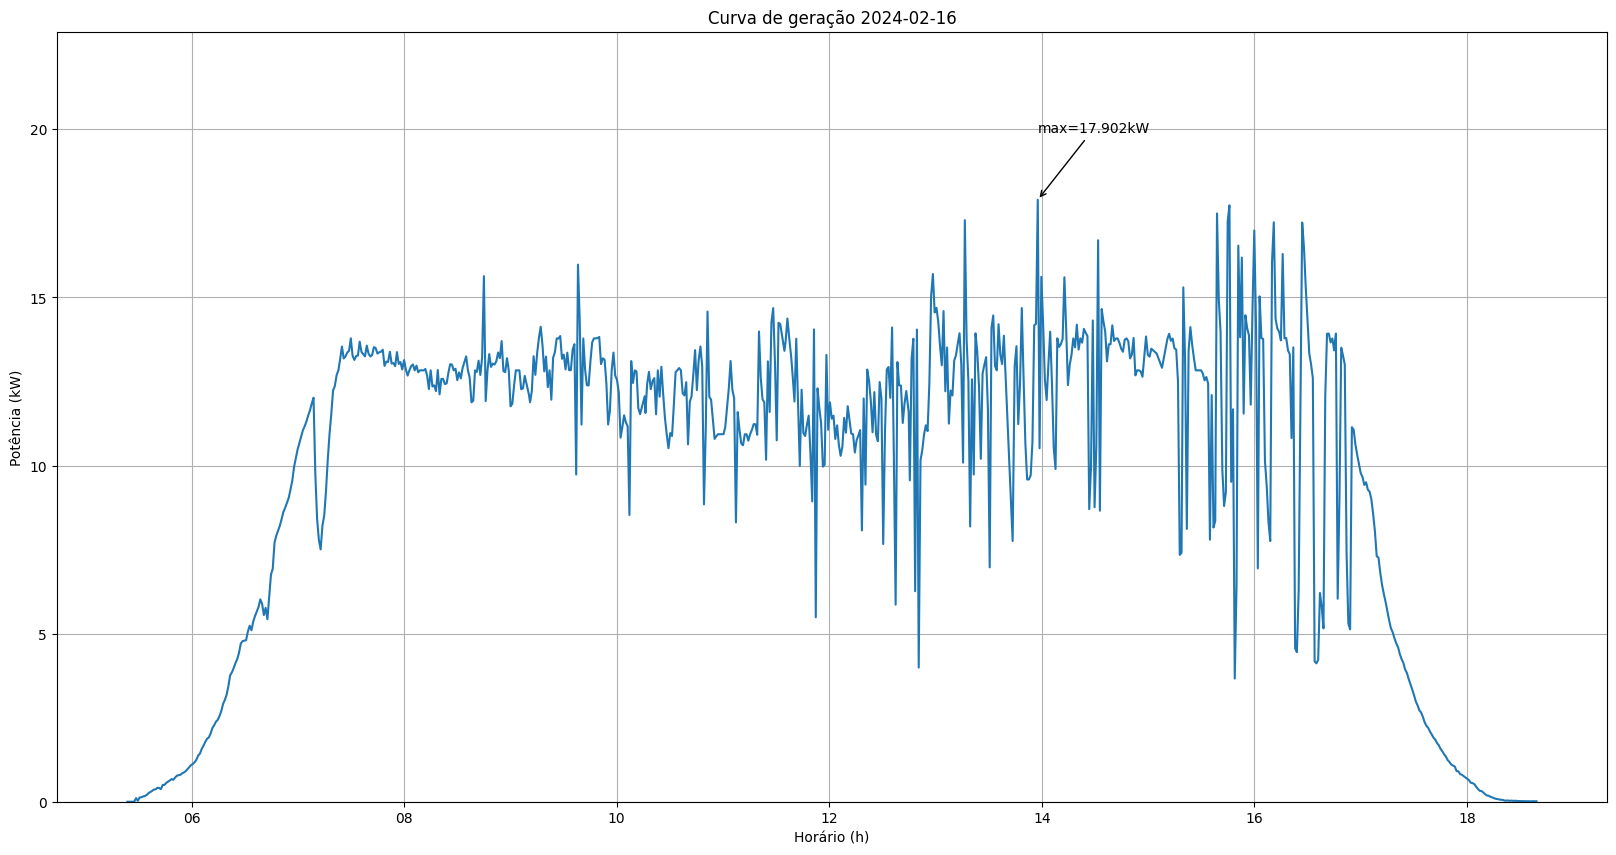 Curva de geração 2024-02-16
20
max=17.902kW
15
Potência (kW)
10
5
0
06 08 10 12 14 16 18
Horário (h)